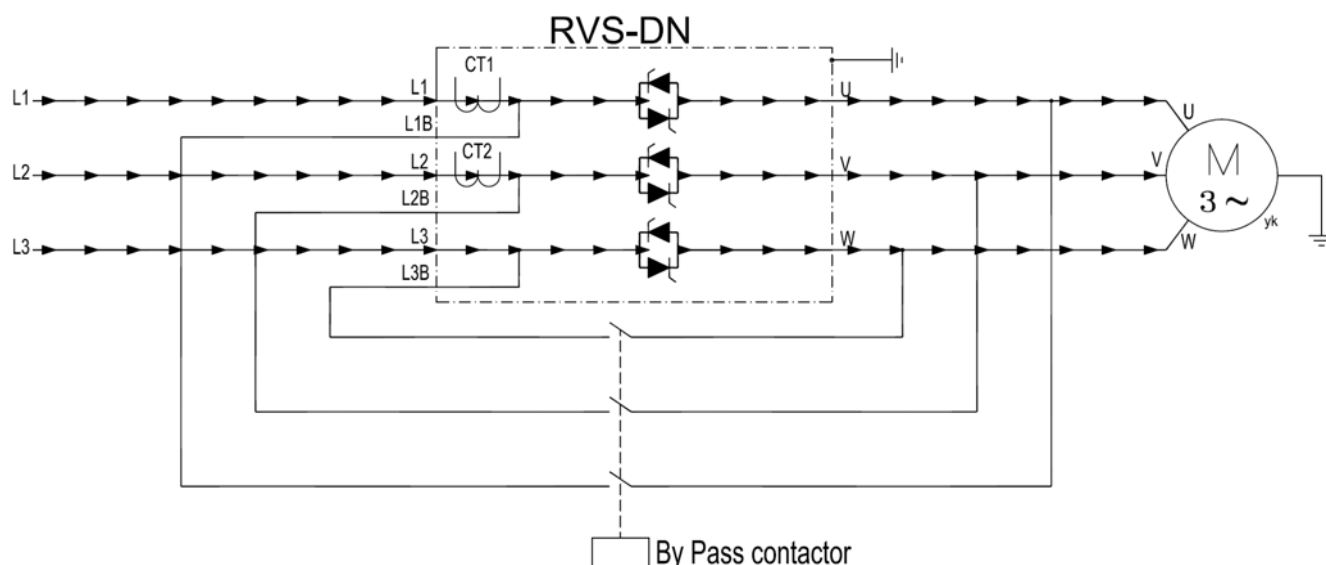 RVS-DN
CT1
L1 L1 U
L1B U
CT2
L2 L2 V V M
L2B 3~
yk
L3 L3 W W
L3B
By Pass contactor